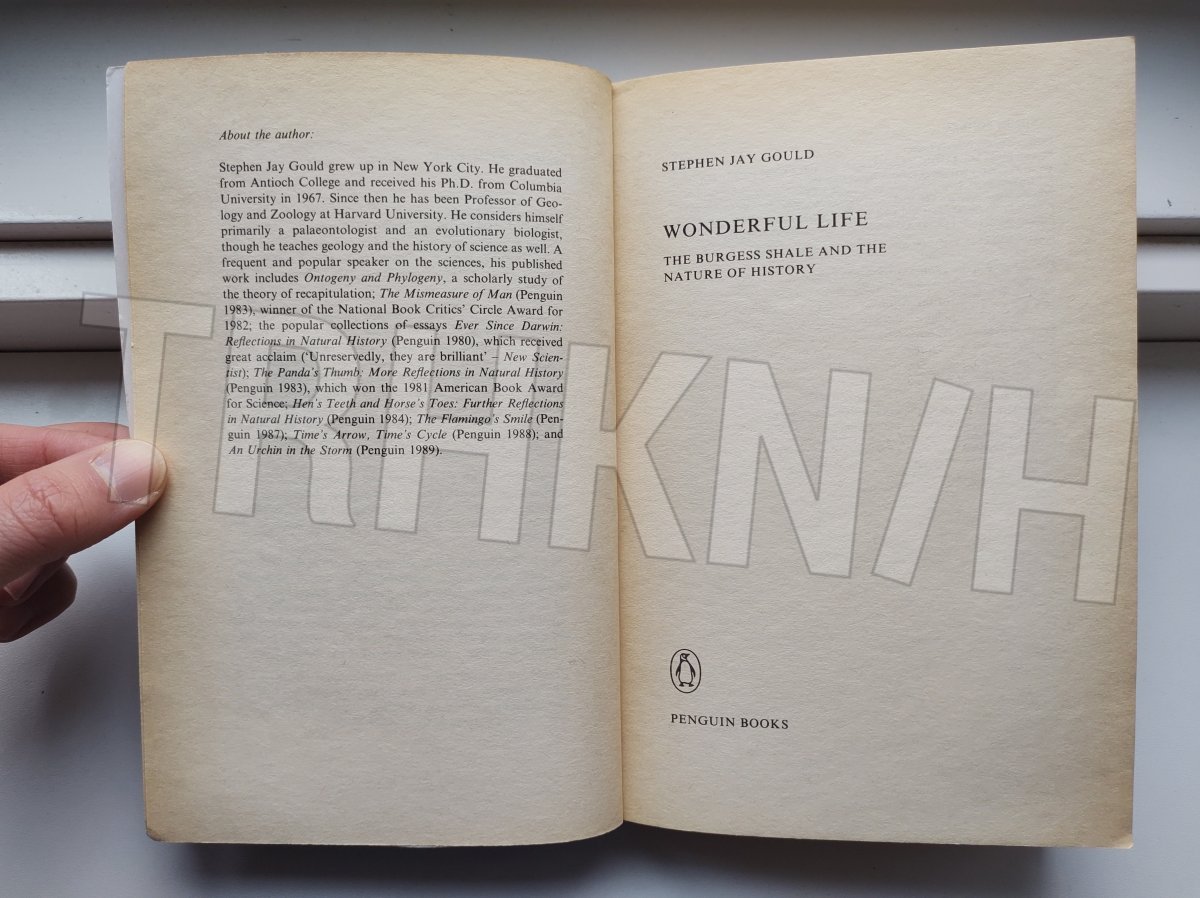 About the author:
Stephen Jay Gould grew up in New York City. He graduated
from Antioch College and received his Ph.D. from Columbia
University in 1967. Since then he has been Professor of Geo-
logy and Zoology at Harvard University. He considers himself
primarily a palaeontologist and an evolutionary biologist,
though he teaches geology and the history of science as well. A
frequent and popular speaker on the sciences, his published
work includes Ontogeny and Phylogeny, a scholarly study of
the theory of recapitulation; The Mismeasure of Man (Penguin
1983), winner of the National Book Critics' Circle Award for
1982; the popular collections of essays Ever Since Darwin:
Reflections in Natural History (Penguin 1980), which received
great acclaim ('Unreservedly, they are brilliant' – New Scien-
tist); The Panda's Thumb: More Reflections in Natural History
(Penguin 1983), which won the 1981 American Book Award
for Science; Hen's Teeth and Horse's Toes: Further Reflections
in Natural History (Penguin 1984); The Flamingo's Smile (Pen-
guin 1987); Time's Arrow, Time's Cycle (Penguin 1988); and
An Urchin in the Storm (Penguin 1989).
STEPHEN JAY GOULD
WONDERFUL LIFE
THE BURGESS SHALE AND THE
NATURE OF HISTORY
PENGUIN BOOKS
TRHKN/H